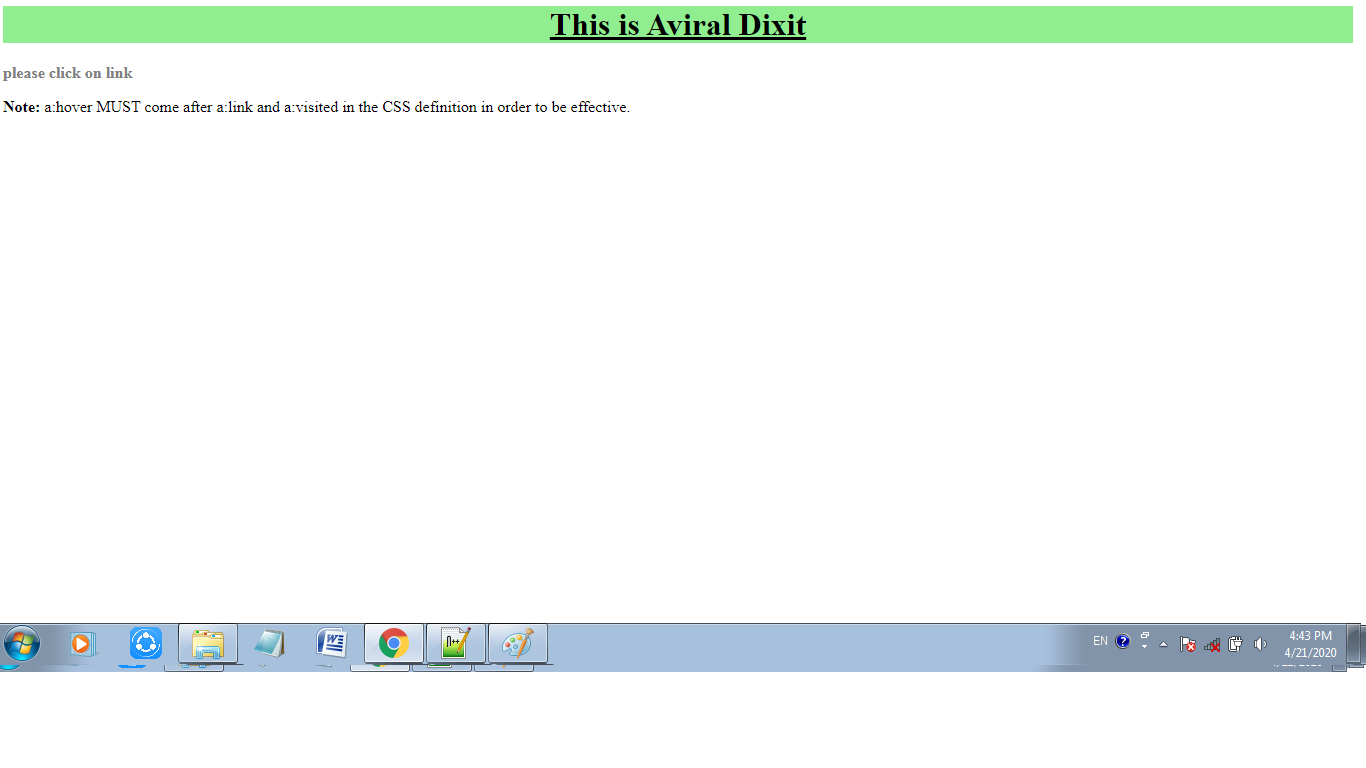 This is Aviral Dixit
please click on link
Note: a:hover MUST come after a:link and a:visited in the CSS definition in order to be effective.
EN
4:43 PM
4/21/2020